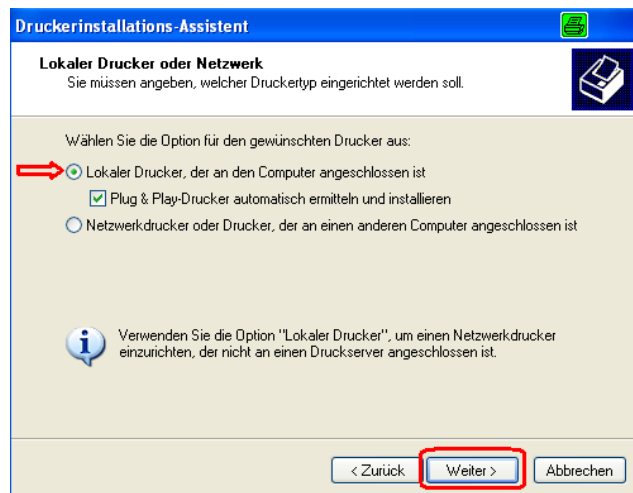 Druckerinstallations-Assistent
Lokaler Drucker oder Netzwerk
Sie müssen angeben, welcher Druckertyp eingerichtet werden soll.
Wählen Sie die Option für den gewünschten Drucker aus:
Lokaler Drucker, der an den Computer angeschlossen ist
Plug & Play-Drucker automatisch ermitteln und installieren
Netzwerkdrucker oder Drucker, der an einen anderen Computer angeschlossen ist
Verwenden Sie die Option "Lokaler Drucker", um einen Netzwerkdrucker
einzurichten, der nicht an einen Druckserver angeschlossen ist.
< Zurück Weiter > Abbrechen